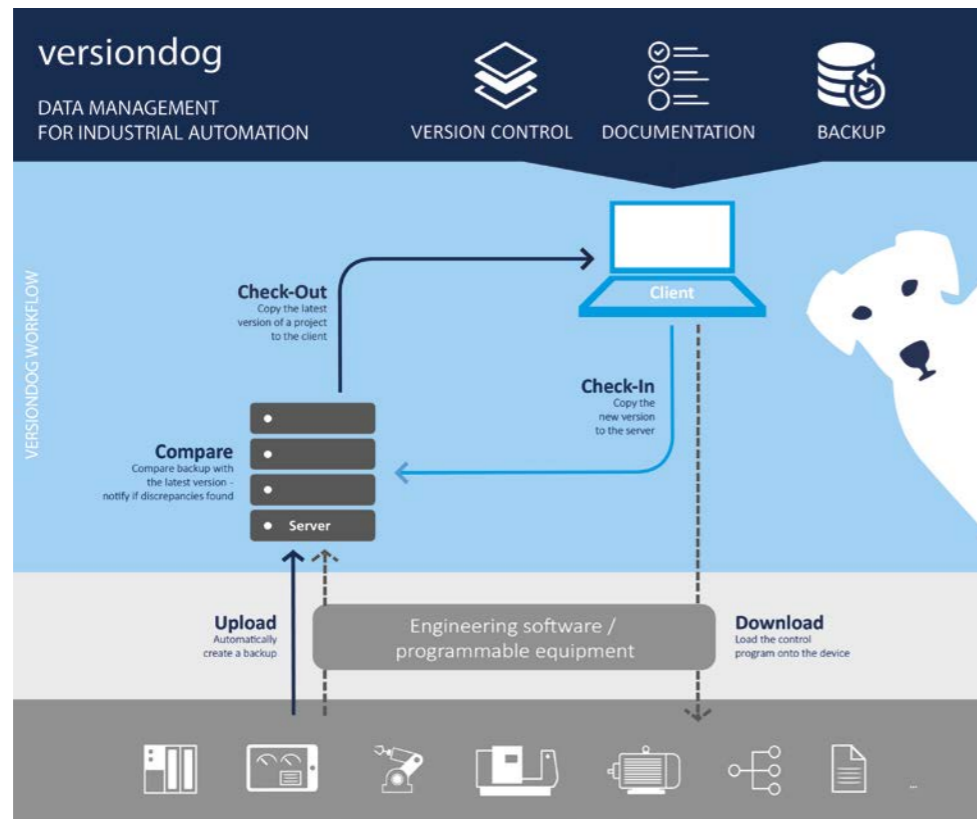 versiondog
DATA MANAGEMENT
FOR INDUSTRIAL AUTOMATION
VERSION CONTROL
DOCUMENTATION
BACKUP
VERSIONDOG WORKFLOW
Client
Check-Out
Copy the latest
version of a project
to the client
Check-In
Copy the
new version
to the server
Compare
Compare backup with
the latest version -
notify if discrepancies found
Server
Upload
Automatically
create a backup
Engineering software /
programmable equipment
Download
Load the control
program onto the device
...